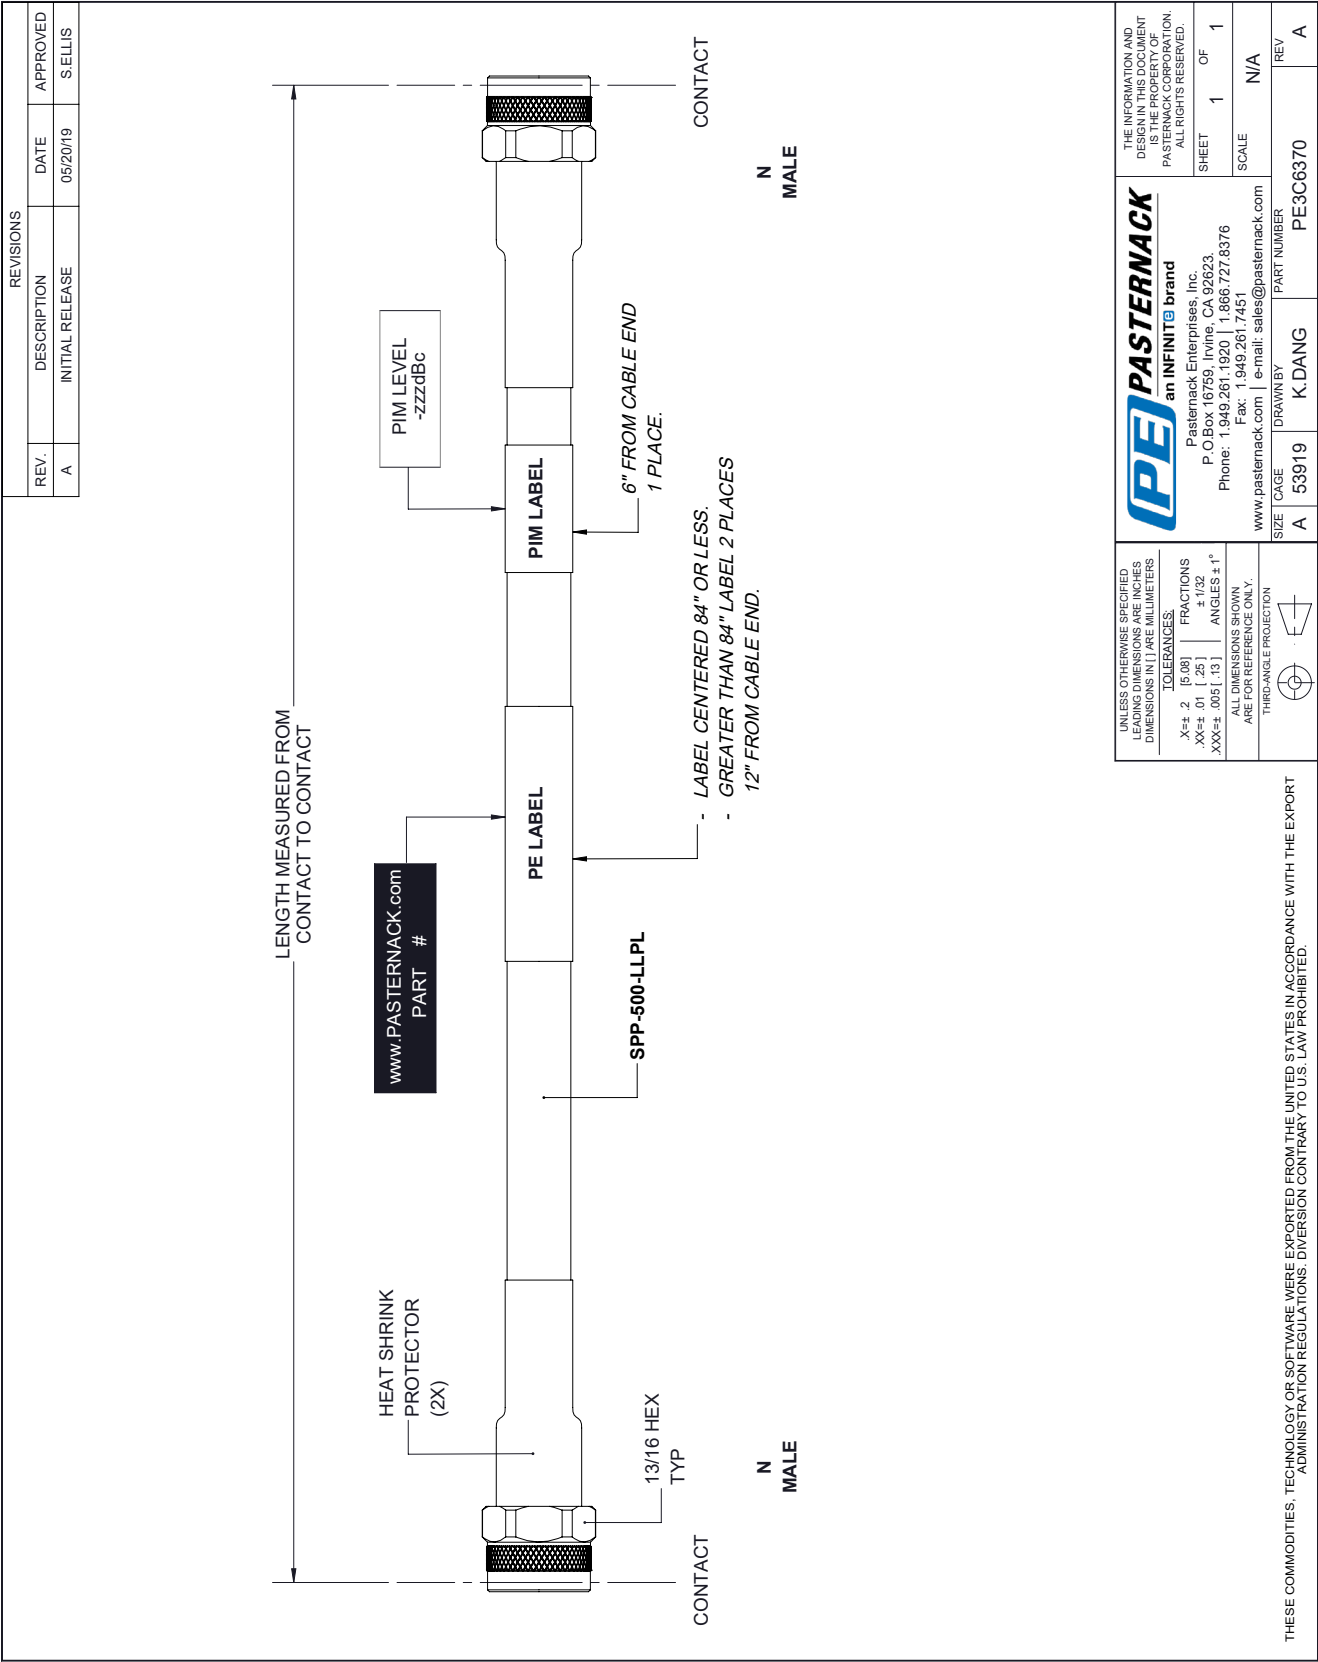 REVISIONS
REV. DESCRIPTION DATE APPROVED
A INITIAL RELEASE 05/20/19 S.ELLIS
LENGTH MEASURED FROM
CONTACT TO CONTACT
HEAT SHRINK
PROTECTOR
(2X)
www.PASTERNACK.com
PART #
PIM LEVEL
-zzzdBc
PE LABEL
PIM LABEL
13/16 HEX
TYP
SPP-500-LLPL
6" FROM CABLE END
1 PLACE.
- LABEL CENTERED 84" OR LESS.
- GREATER THAN 84" LABEL 2 PLACES
12" FROM CABLE END.
CONTACT
CONTACT
N
MALE
N
MALE
UNLESS OTHERWISE SPECIFIED
LEADING DIMENSIONS ARE INCHES
DIMENSIONS IN [ ] ARE MILLIMETERS
TOLERANCES:
.X=± .2 [5.08] FRACTIONS
.XX=± .01 [ .25 ] ± 1/32
.XXX=± .005 [ .13 ] ANGLES ± 1°
ALL DIMENSIONS SHOWN
ARE FOR REFERENCE ONLY.
THIRD-ANGLE PROJECTION
PE PASTERNACK
an INFINITe brand
Pasternack Enterprises, Inc.
P.O.Box 16759, Irvine, CA 92623.
Phone: 1.949.261.1920 | 1.866.727.8376
Fax: 1.949.261.7451
www.pasternack.com | e-mail: sales@pasternack.com
THE INFORMATION AND
DESIGN IN THIS DOCUMENT
IS THE PROPERTY OF
PASTERNACK CORPORATION.
ALL RIGHTS RESERVED.
SHEET 1 OF 1
SCALE N/A
SIZE A
CAGE 53919
DRAWN BY K.DANG
PART NUMBER PE3C6370
REV A
THESE COMMODITIES, TECHNOLOGY OR SOFTWARE WERE EXPORTED FROM THE UNITED STATES IN ACCORDANCE WITH THE EXPORT
ADMINISTRATION REGULATIONS. DIVERSION CONTRARY TO U.S. LAW PROHIBITED.